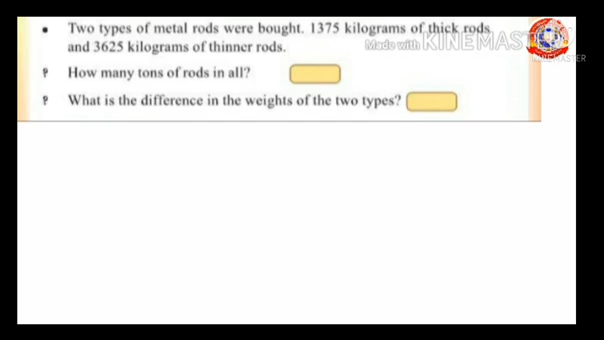 • Two types of metal rods were bought. 1375 kilograms of thick rods
and 3625 kilograms of thinner rods.
Made with KINEMASTER
? How many tons of rods in all?
? What is the difference in the weights of the two types?